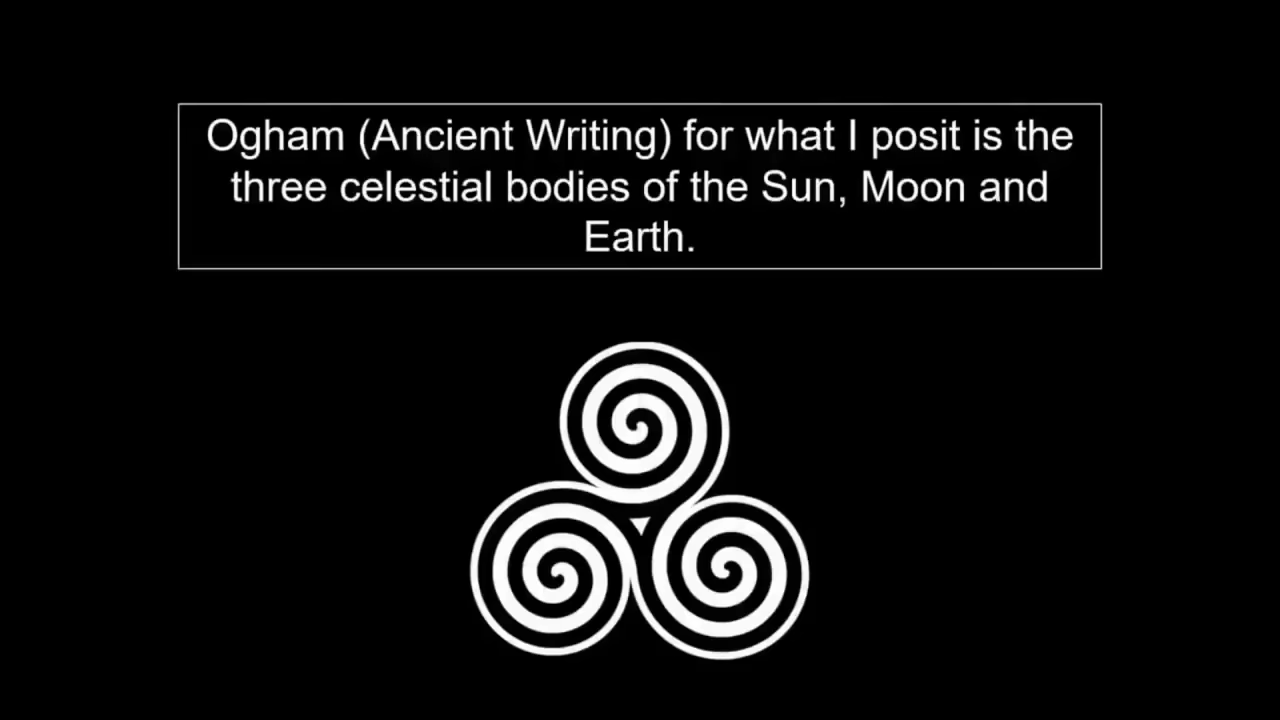 Ogham (Ancient Writing) for what I posit is the
three celestial bodies of the Sun, Moon and
Earth.